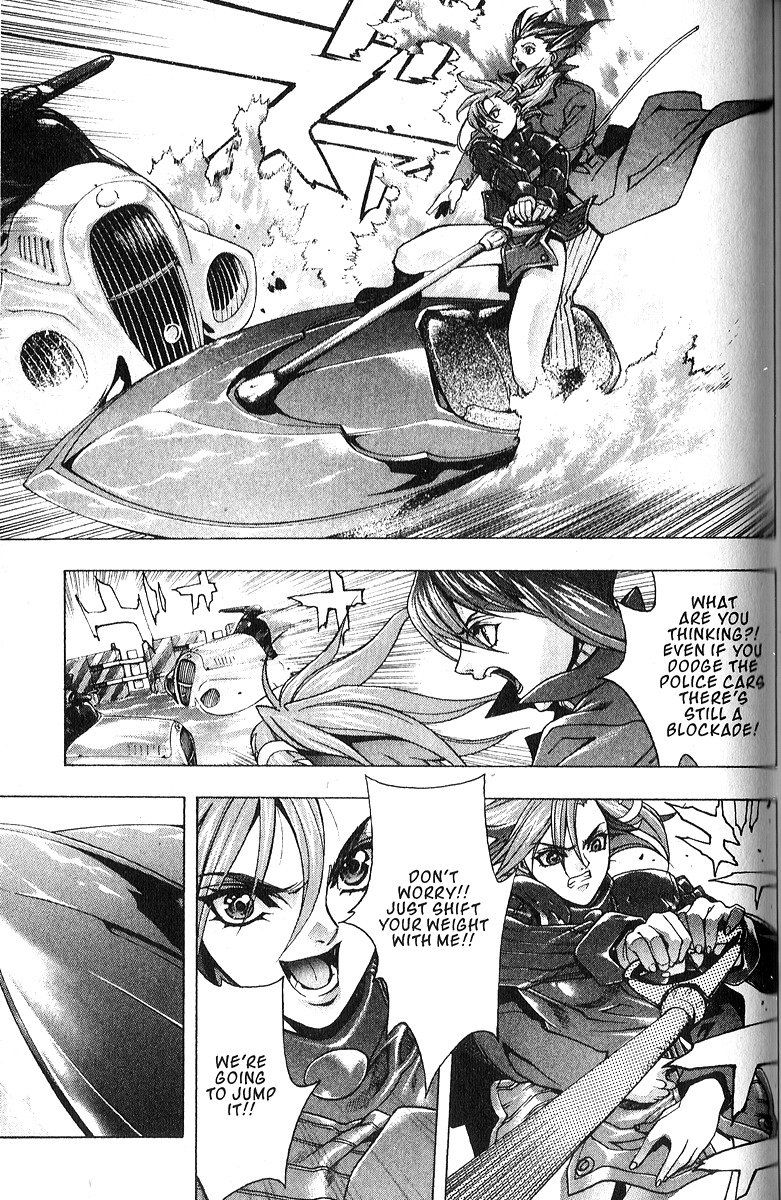 WHAT
ARE YOU
THINKING?!
EVEN IF YOU
DODGE THE
POLICE CARS
THERE'S
STILL A
BLOCKADE!
DON'T
WORRY!!
JUST SHIFT
YOUR WEIGHT
WITH ME!!
WE'RE
GOING
TO JUMP
IT!!